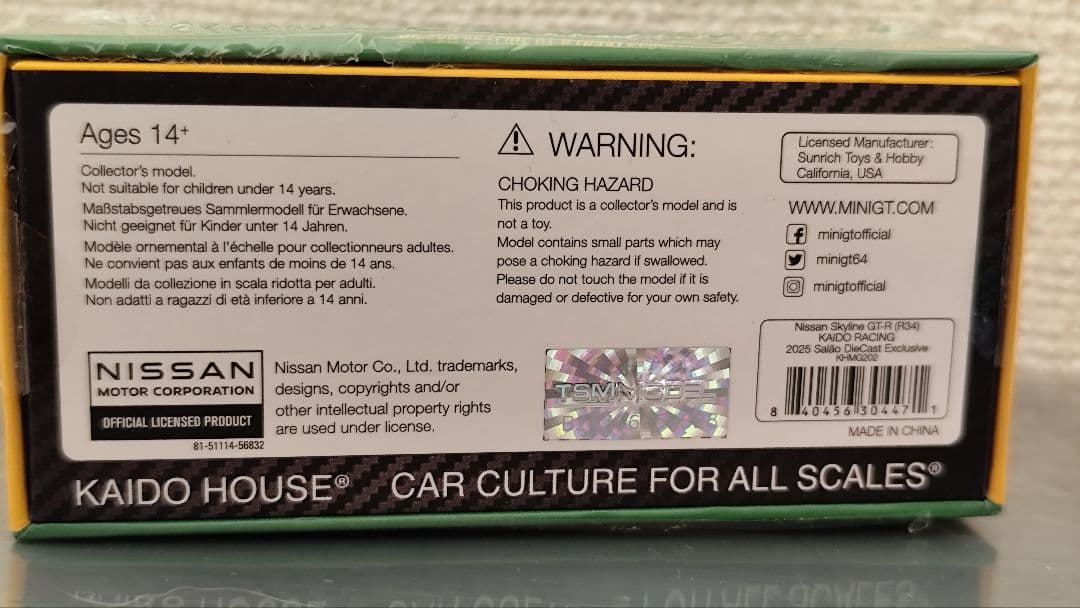 Ages 14+
Collector's model.
Not suitable for children under 14 years.
Maßstabsgetreues Sammlermodell für Erwachsene.
Nicht geeignet für Kinder unter 14 Jahren.
Modèle ornemental à l'échelle pour collectionneurs adultes.
Ne convient pas aux enfants de moins de 14 ans.
Modelli da collezione in scala ridotta per adulti.
Non adatti a ragazzi di età inferiore a 14 anni.
WARNING:
CHOKING HAZARD
This product is a collector's model and is
not a toy.
Model contains small parts which may
pose a choking hazard if swallowed.
Please do not touch the model if it is
damaged or defective for your own safety.
Licensed Manufacturer:
Sunrich Toys & Hobby
California, USA
WWW.MINIGT.COM
minigtofficial
minigt64
minigtofficial
NISSAN
MOTOR CORPORATION
OFFICIAL LICENSED PRODUCT
81-51114-56832
Nissan Motor Co., Ltd. trademarks,
designs, copyrights and/or
other intellectual property rights
are used under license.
Nissan Skyline GT-R (R34)
KAIDO RACING
2025 Salão DieCast Exclusive
KHMG202
8 40456 30447 1
MADE IN CHINA
KAIDO HOUSE® CAR CULTURE FOR ALL SCALES®